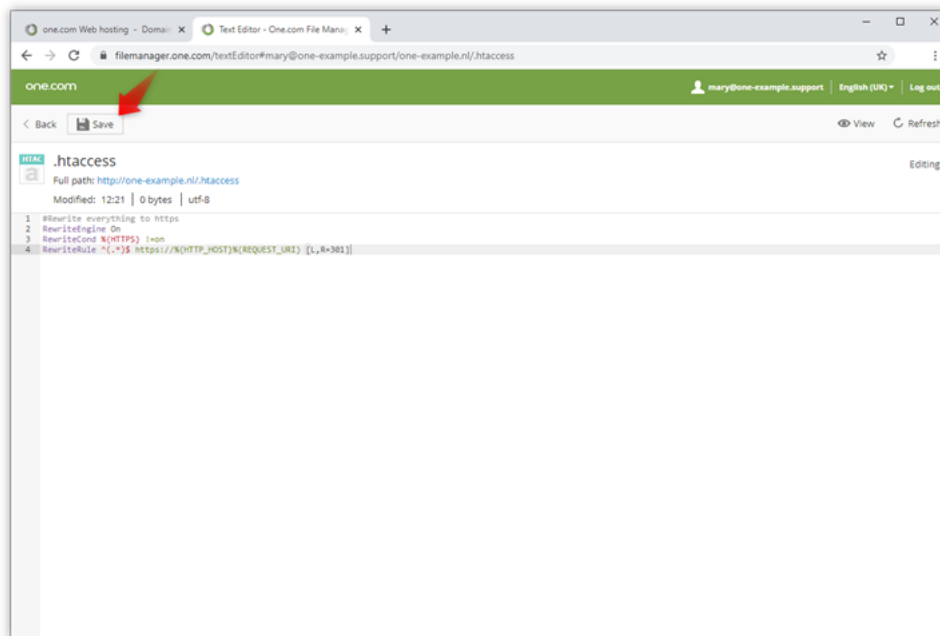 one.com Web hosting - Domai
Text Editor - One.com File Mana
filemanager.one.com/textEditor#mary@one-example.support/one-example.nl/.htaccess
one.com
mary@one-example.support
English (UK)
Log out
Back
Save
View
Refresh
HTAC
a
.htaccess
Editing
Full path: http://one-example.nl/.htaccess
Modified: 12:21 | 0 bytes | utf-8
1 #Rewrite everything to https
2 RewriteEngine On
3 RewriteCond %{HTTPS} !=on
4 RewriteRule ^(.*)$ https://%{HTTP_HOST}%{REQUEST_URI} [L,R=301]